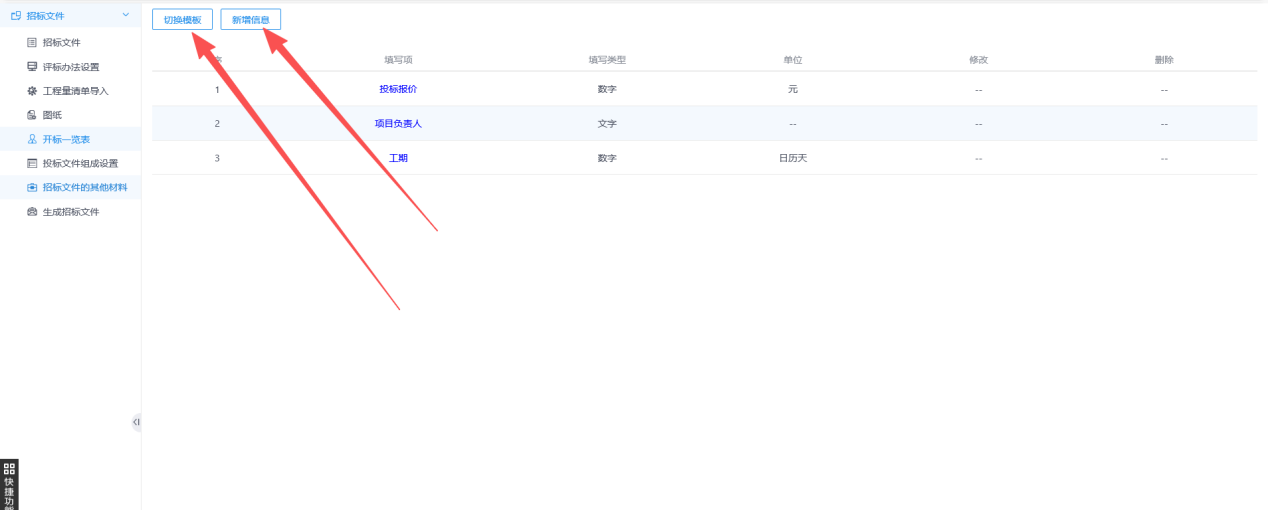 招标文件
招标文件
评标办法设置
工程量清单导入
图纸
开标一览表
投标文件组成设置
招标文件的其他材料
生成招标文件
快捷功
切换模板 新增信息
填写项 填写类型 单位 修改 删除
1 投标报价 数字 元 -- --
2 项目负责人 文字 -- -- --
3 工期 数字 日历天 -- --